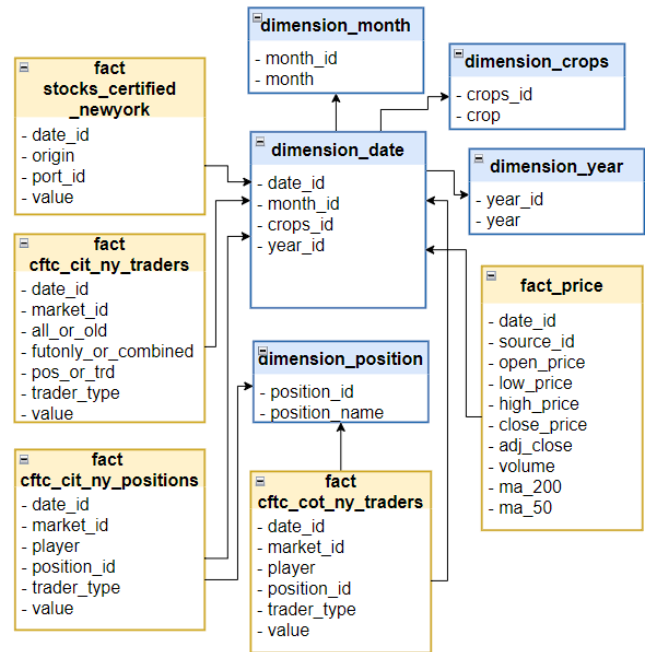 dimension_month
- month_id
- month
fact
stocks_certified
_newyork
- date_id
- origin
- port_id
- value
dimension_crops
- crops_id
- crop
dimension_date
- date_id
- month_id
- crops_id
- year_id
dimension_year
- year_id
- year
fact
cftc_cit_ny_traders
- date_id
- market_id
- all_or_old
- futonly_or_combined
- pos_or_trd
- trader_type
- value
fact_price
- date_id
- source_id
- open_price
- low_price
- high_price
- close_price
- adj_close
- volume
- ma_200
- ma_50
dimension_position
- position_id
- position_name
fact
cftc_cit_ny_positions
- date_id
- market_id
- player
- position_id
- trader_type
- value
fact
cftc_cot_ny_traders
- date_id
- market_id
- player
- position_id
- trader_type
- value